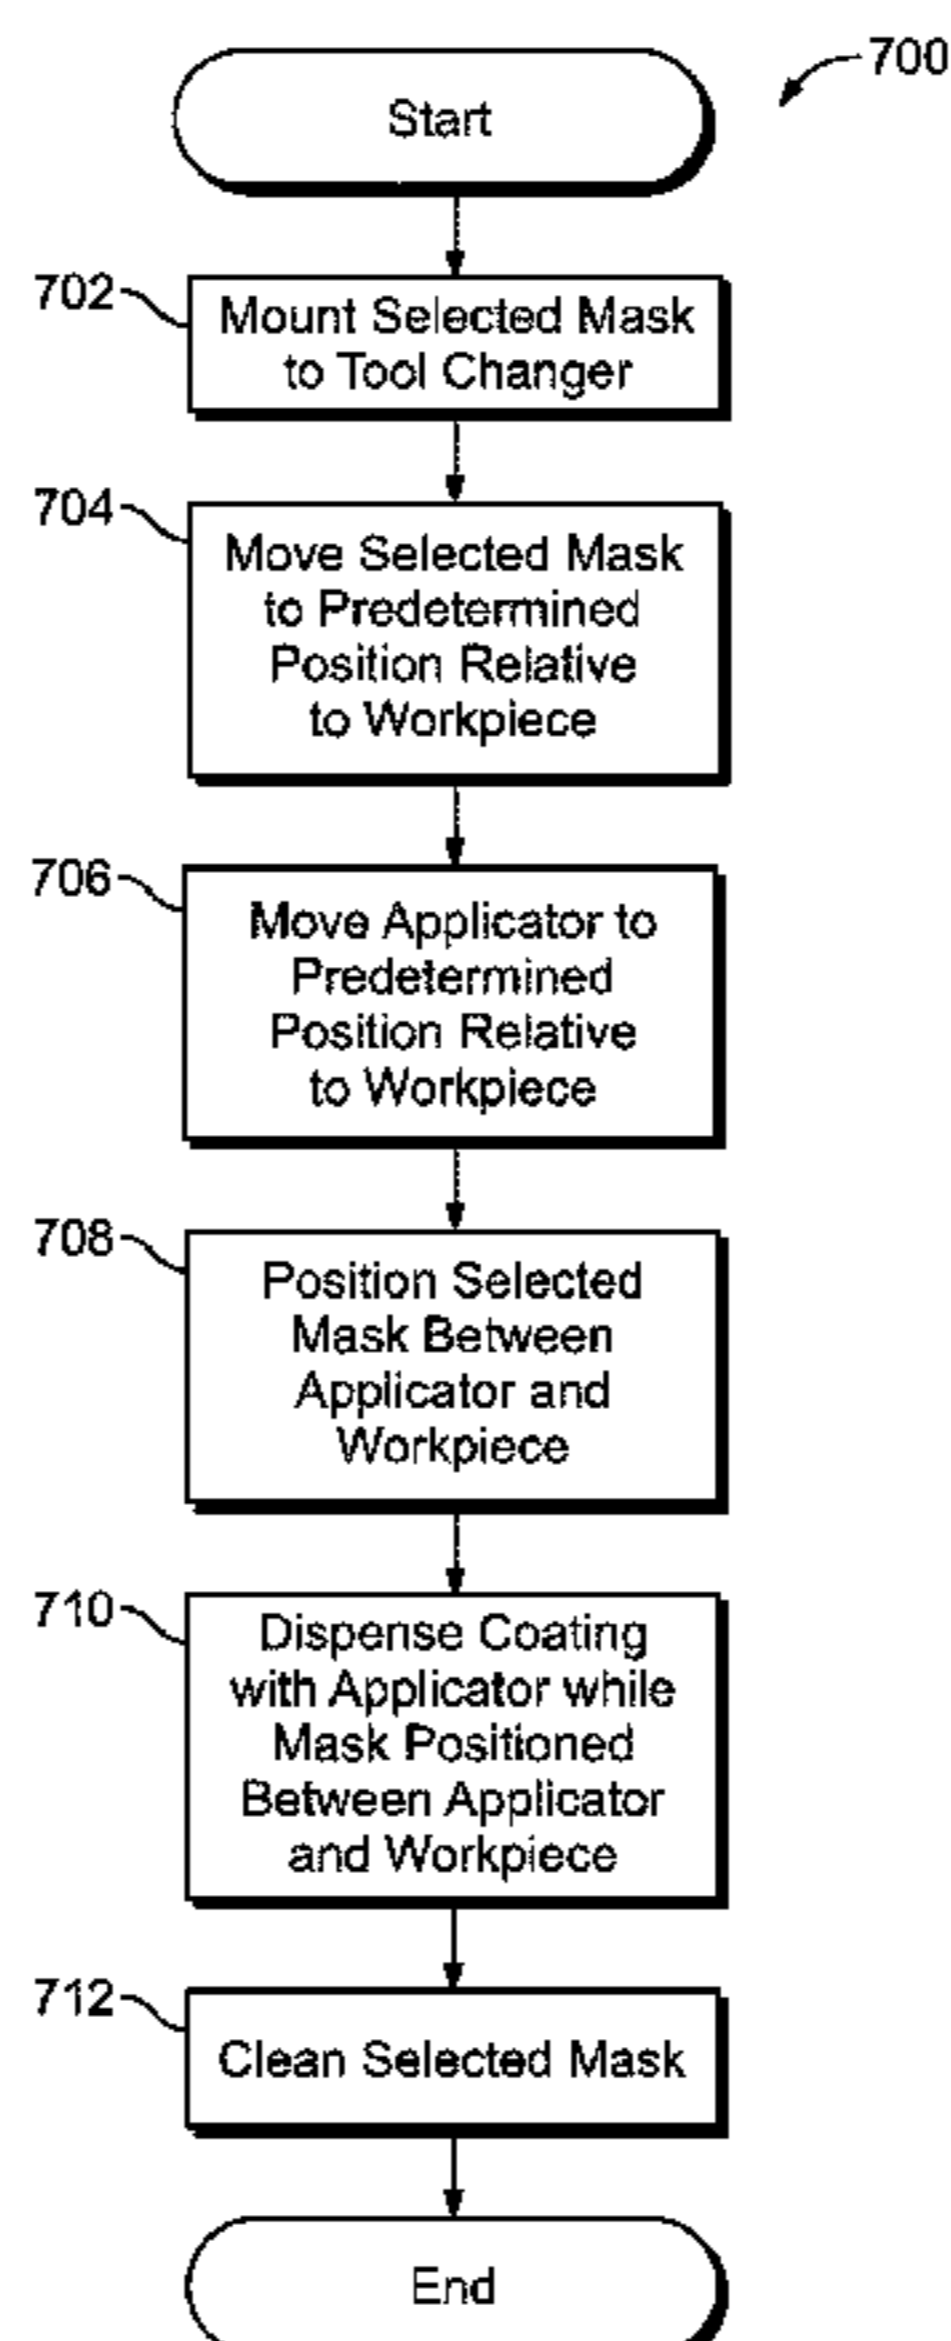 700
Start
702
Mount Selected Mask
to Tool Changer
704
Move Selected Mask
to Predetermined
Position Relative
to Workpiece
706
Move Applicator to
Predetermined
Position Relative
to Workpiece
708
Position Selected
Mask Between
Applicator and
Workpiece
710
Dispense Coating
with Applicator while
Mask Positioned
Between Applicator
and Workpiece
712
Clean Selected Mask
End